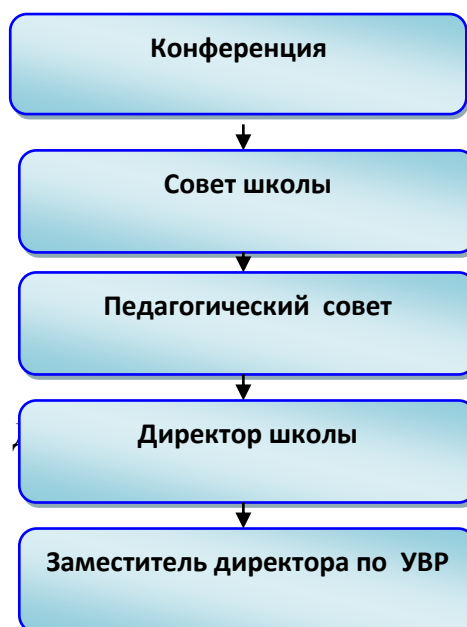 Конференция
Совет школы
Педагогический совет
Директор школы
Заместитель директора по УВР